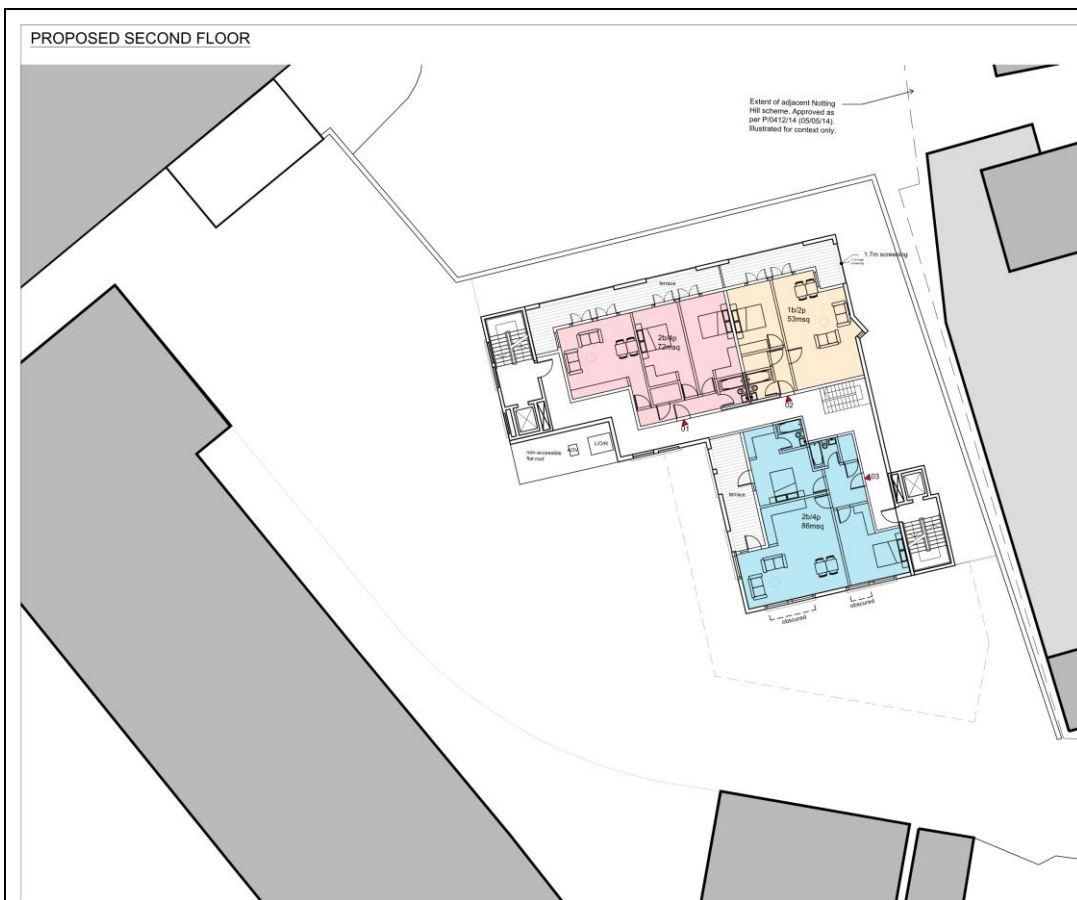 PROPOSED SECOND FLOOR
Extent of adjacent Notting
Hill scheme. Approved as
per P/0412/14 (05/05/14).
Illustrated for context only.
1.7m screening
terrace
1b/2p
53msq
2b/4p
72msq
02
01
non-accessible
flat roof
AOV
L/O/R
terrace
03
2b/4p
86msq
obscured
obscured